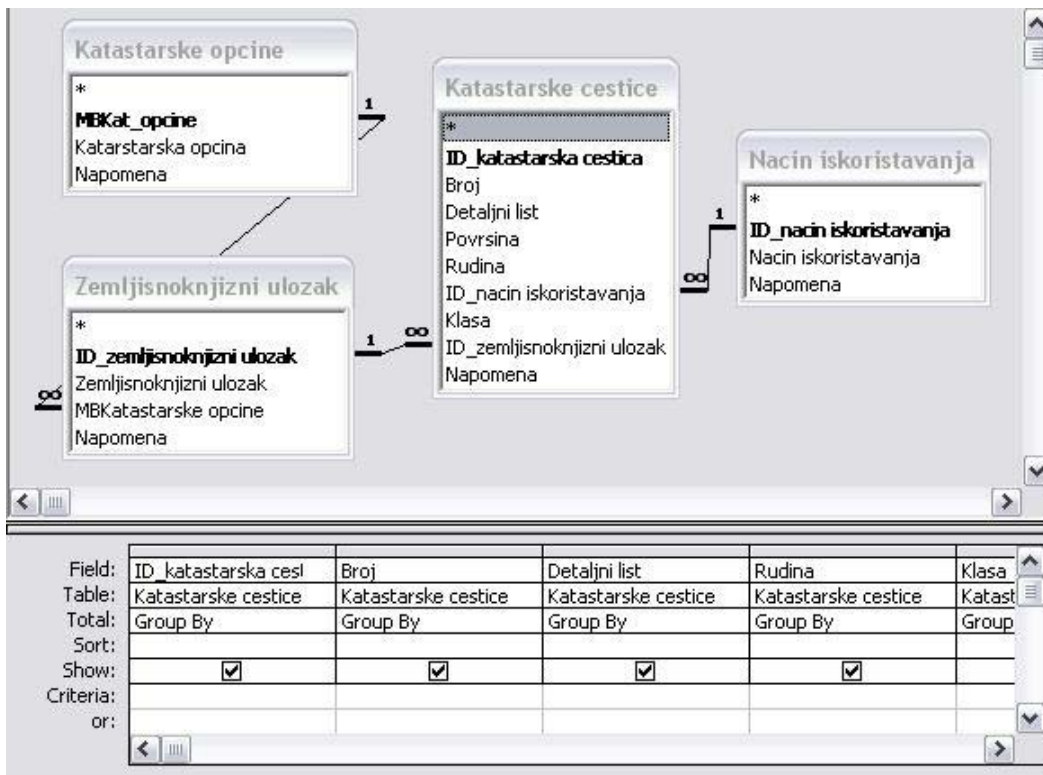 Katastarske opcine
*
MBKat_opcine
Katarstarska opcina
Napomena
1
Zemljisnoknjizni ulozak
*
ID_zemljisnoknjizni ulozak
Zemljisnoknjizni ulozak
MBKatastarske opcine
Napomena
∞
1
∞
Katastarske cestice
*
ID_katastarska cestica
Broj
Detaljni list
Povrsina
Rudina
ID_nacin iskoristavanja
Klasa
ID_zemljisnoknjizni ulozak
Napomena
∞
1
Nacin iskoristavanja
*
ID_nacin iskoristavanja
Nacin iskoristavanja
Napomena
Field: ID_katastarska cest Broj Detaljni list Rudina Klasa
Table: Katastarske cestice Katastarske cestice Katastarske cestice Katastarske cestice Katast
Total: Group By Group By Group By Group By Group
Sort:
Show:
Criteria:
or: